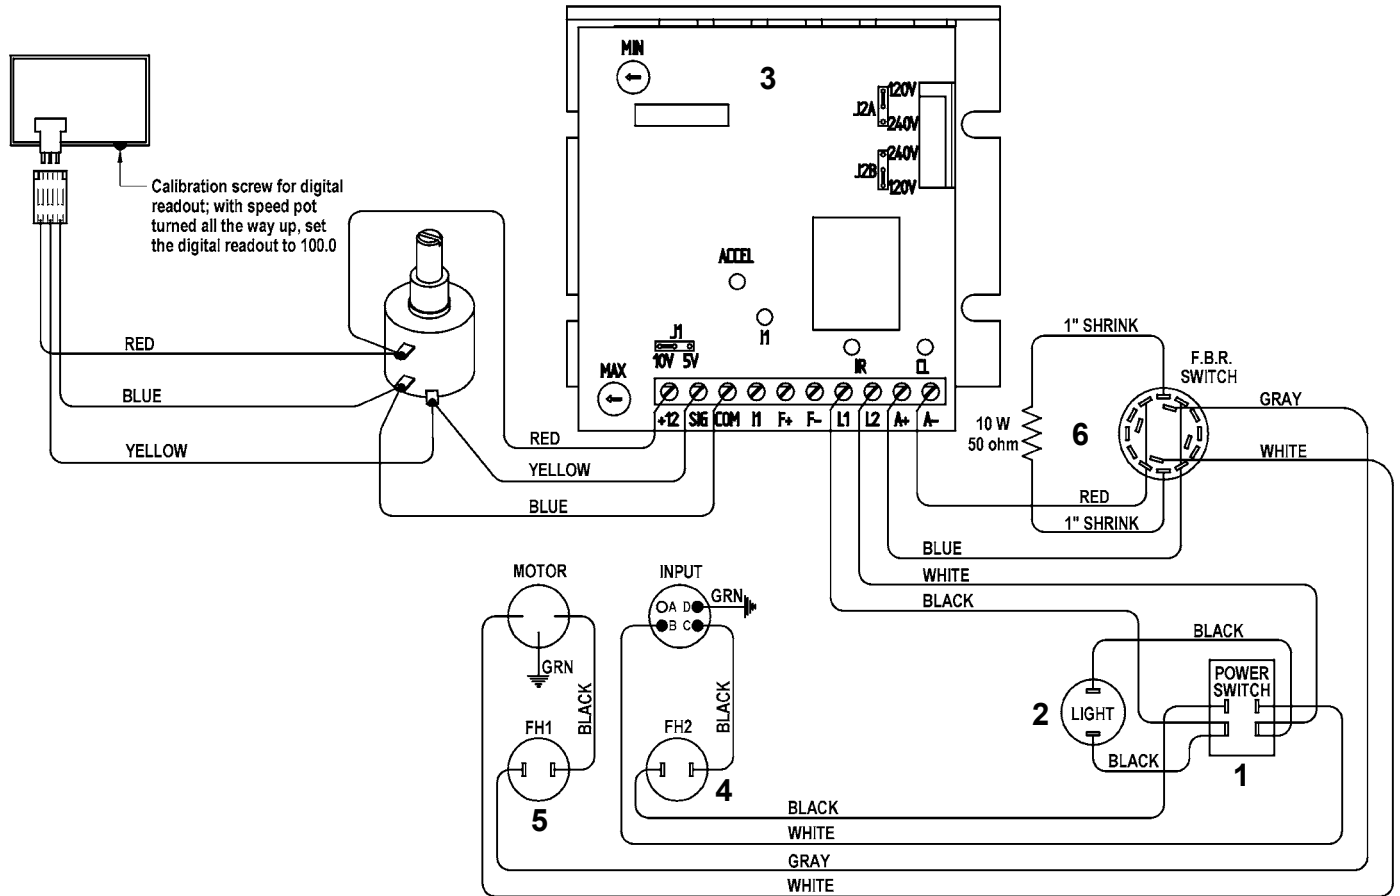 MIN
3
120V
J2A
240V
240V
J2B
120V
Calibration screw for digital
readout; with speed pot
turned all the way up, set
the digital readout to 100.0
ACCEL
I1
J1
10V 5V
IR
CL
MAX
+12 SIG COM I1 F+ F- L1 L2 A+ A-
RED
BLUE
YELLOW
RED
YELLOW
BLUE
1" SHRINK
F.B.R.
SWITCH
GRAY
10 W
50 ohm
6
WHITE
RED
1" SHRINK
BLUE
WHITE
BLACK
MOTOR
GRN
BLACK
INPUT
A D
B C
GRN
BLACK
FH1
5
FH2
4
BLACK
2
LIGHT
POWER
SWITCH
BLACK
1
BLACK
WHITE
GRAY
WHITE